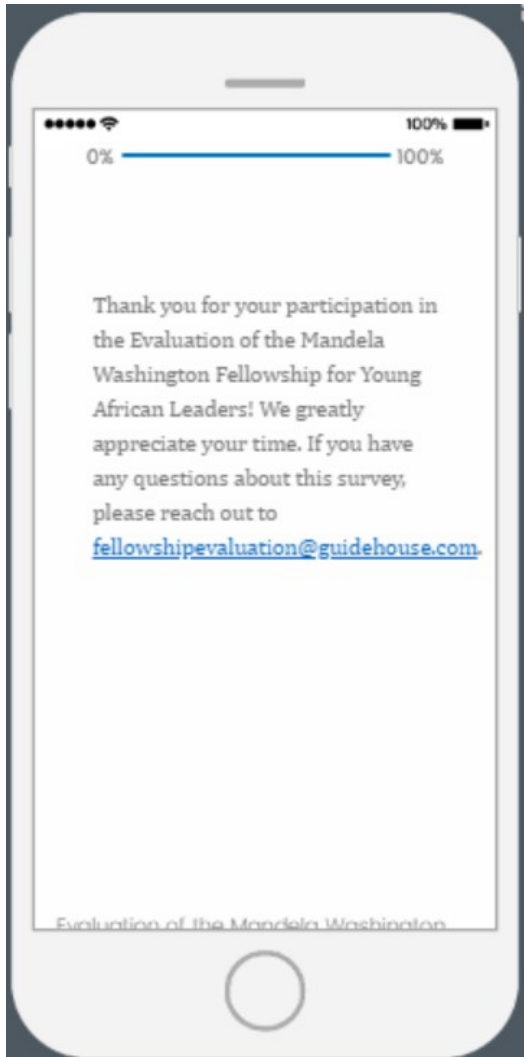 100%
0% 100%
Thank you for your participation in
the Evaluation of the Mandela
Washington Fellowship for Young
African Leaders! We greatly
appreciate your time. If you have
any questions about this survey,
please reach out to
fellowshipevaluation@guidehouse.com.
Evaluation of the Mandela Washington